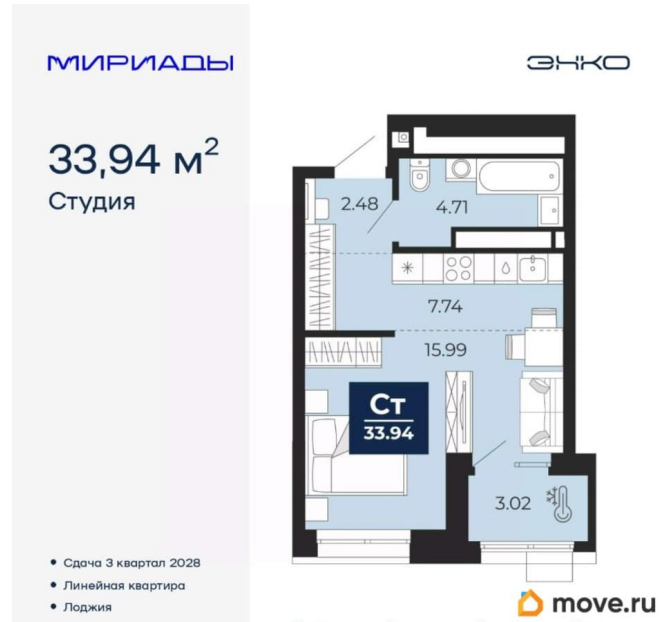 МИРИАДЫ
ЭНКО
33,94 м²
Студия
2.48
4.71
7.74
15.99
Ст
33.94
3.02
Сдача 3 квартал 2028
Линейная квартира
Лоджия
move.ru